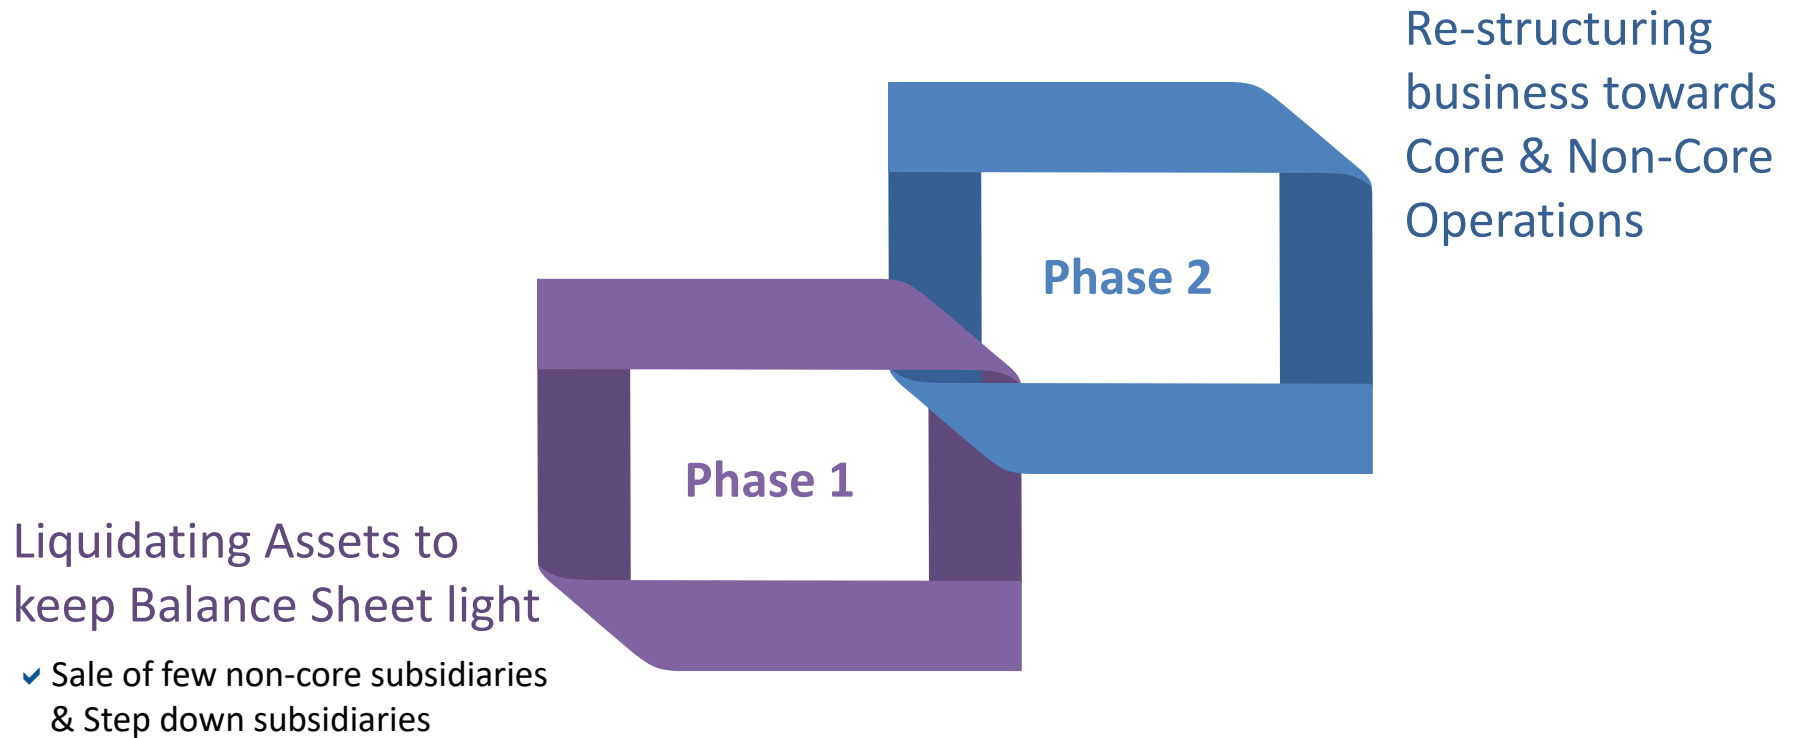 Re-structuring
business towards
Core & Non-Core
Operations
Phase 2
Phase 1
Liquidating Assets to
keep Balance Sheet light
Sale of few non-core subsidiaries
& Step down subsidiaries